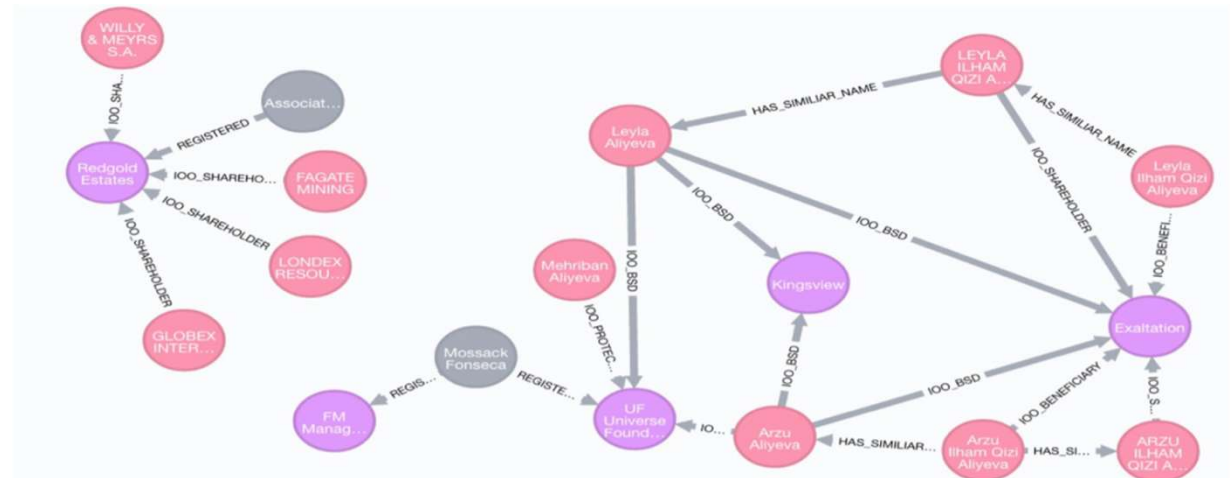 WILLY
& MEYRS
S.A.
IOO_SHA...
Associat...
REGISTERED
Redgold
Estates
IOO_SHAREHO...
FAGATE
MINING
IOO_SHAREHOLDER
LONDEX
RESOU...
IOO_SHAREHOLDER
GLOBEX
INTER...
LEYLA
ILHAM
QIZI A...
HAS_SIMILIAR_NAME
HAS_SIMILIAR_NAME
Leyla
Aliyeva
Leyla
Ilham Qizi
Aliyeva
IOO_SHAREHOLDER
IOO_BSD
IOO_BSD
IOO_BSD
IOO_BENEFI...
Mehriban
Aliyeva
IOO_PROTEC...
Kingsview
Exaltation
Mossack
Fonseca
REGIS...
REGISTE...
FM
Manag...
UF
Universe
Found...
IO...
IOO_BSD
IOO_BSD
IOO_BENEFICIARY
IOO_S...
Arzu
Aliyeva
HAS_SIMILIAR...
Arzu
Ilham Qizi
Aliyeva
HAS_SI...
ARZU
ILHAM
QIZI A...